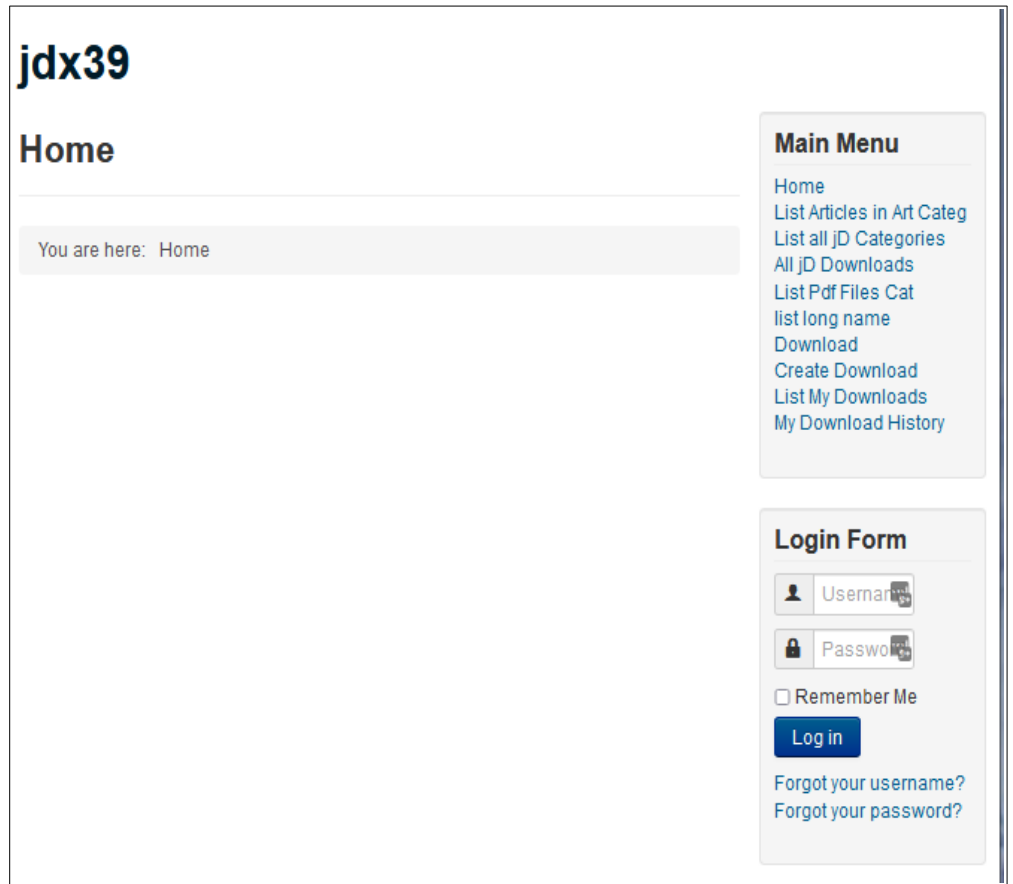 jdx39
Home
You are here: Home
Main Menu
Home
List Articles in Art Categ
List all jD Categories
All jD Downloads
List Pdf Files Cat
list long name
Download
Create Download
List My Downloads
My Download History
Login Form
Usernar
Passwo
Remember Me
Log in
Forgot your username?
Forgot your password?